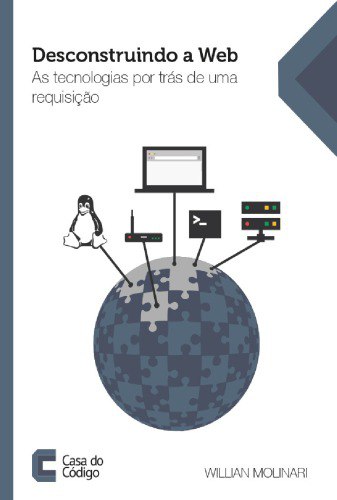 Desconstruindo a Web
As tecnologias por trás de uma
requisição
>_
Casa do
Código
WILLIAN MOLINARI